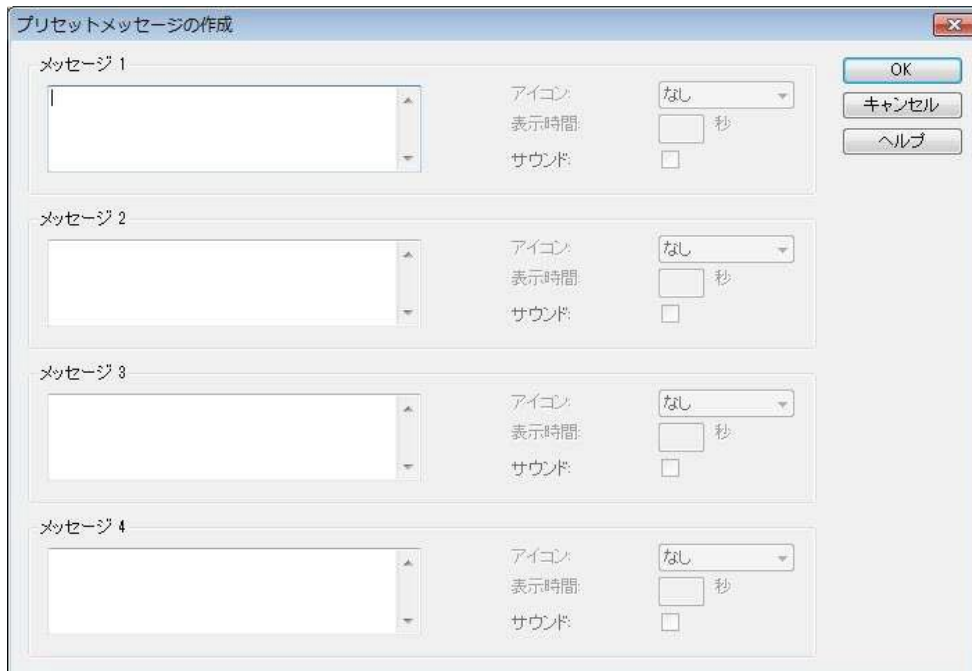 プリセットメッセージの作成
メッセージ 1
アイコン: なし
表示時間: 秒
サウンド:
OK
キャンセル
ヘルプ
メッセージ 2
アイコン: なし
表示時間: 秒
サウンド:
メッセージ 3
アイコン: なし
表示時間: 秒
サウンド:
メッセージ 4
アイコン: なし
表示時間: 秒
サウンド: